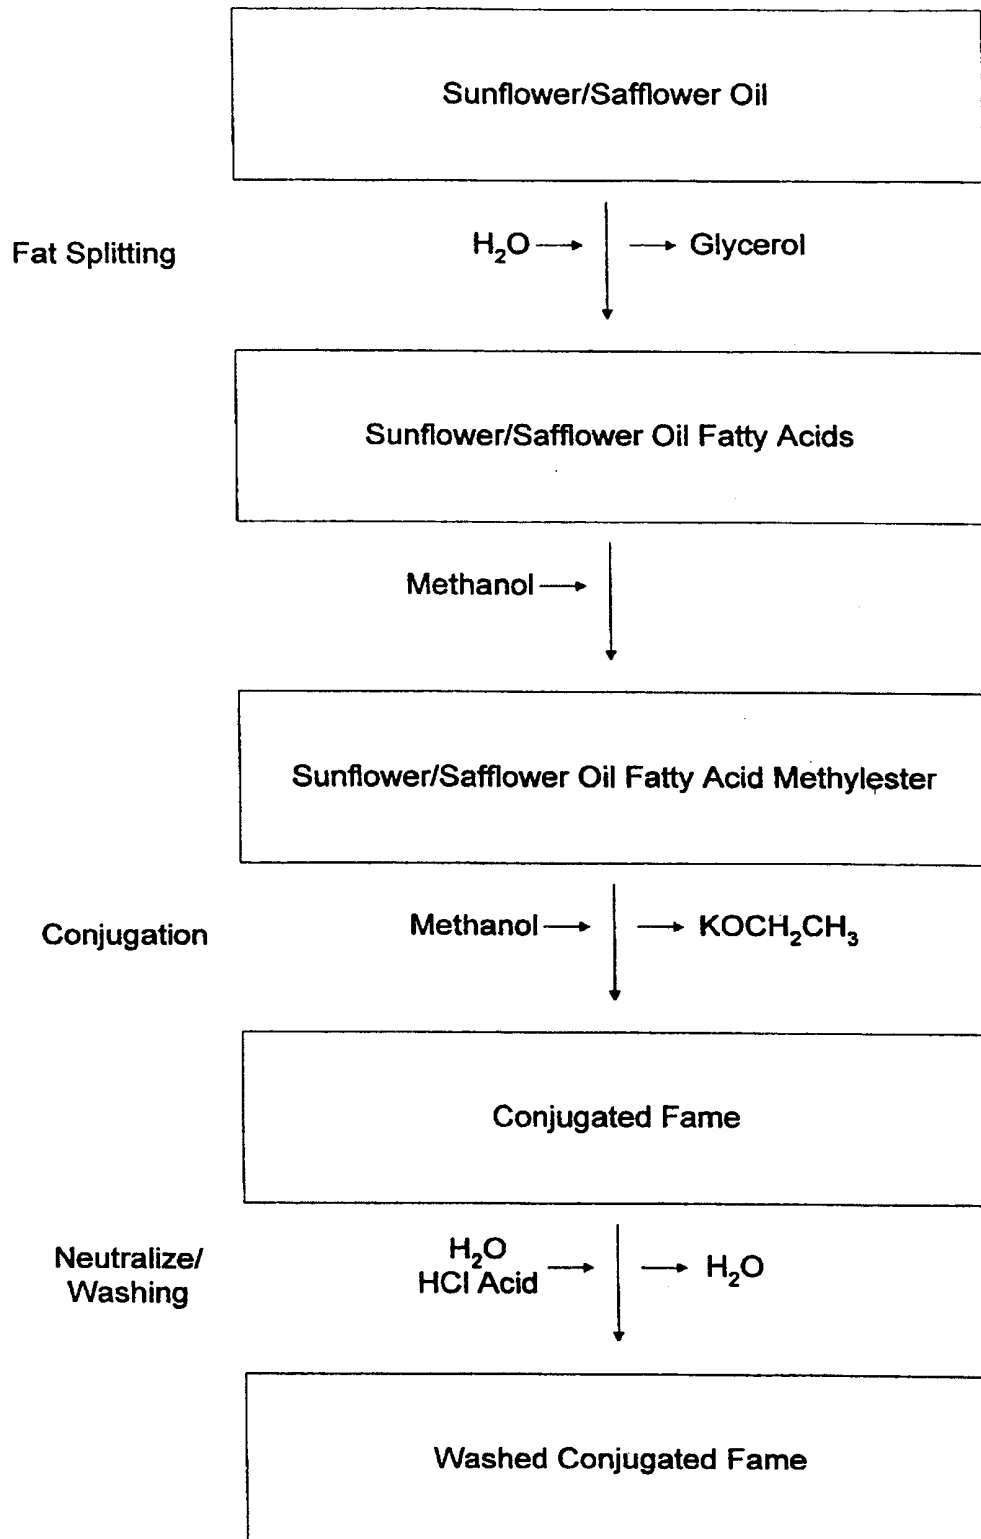 Sunflower/Safflower Oil
Fat Splitting
H₂O
Glycerol
Sunflower/Safflower Oil Fatty Acids
Methanol
Sunflower/Safflower Oil Fatty Acid Methylester
Conjugation
Methanol
KOCH₂CH₃
Conjugated Fame
Neutralize/
Washing
H₂O
HCl Acid
H₂O
Washed Conjugated Fame